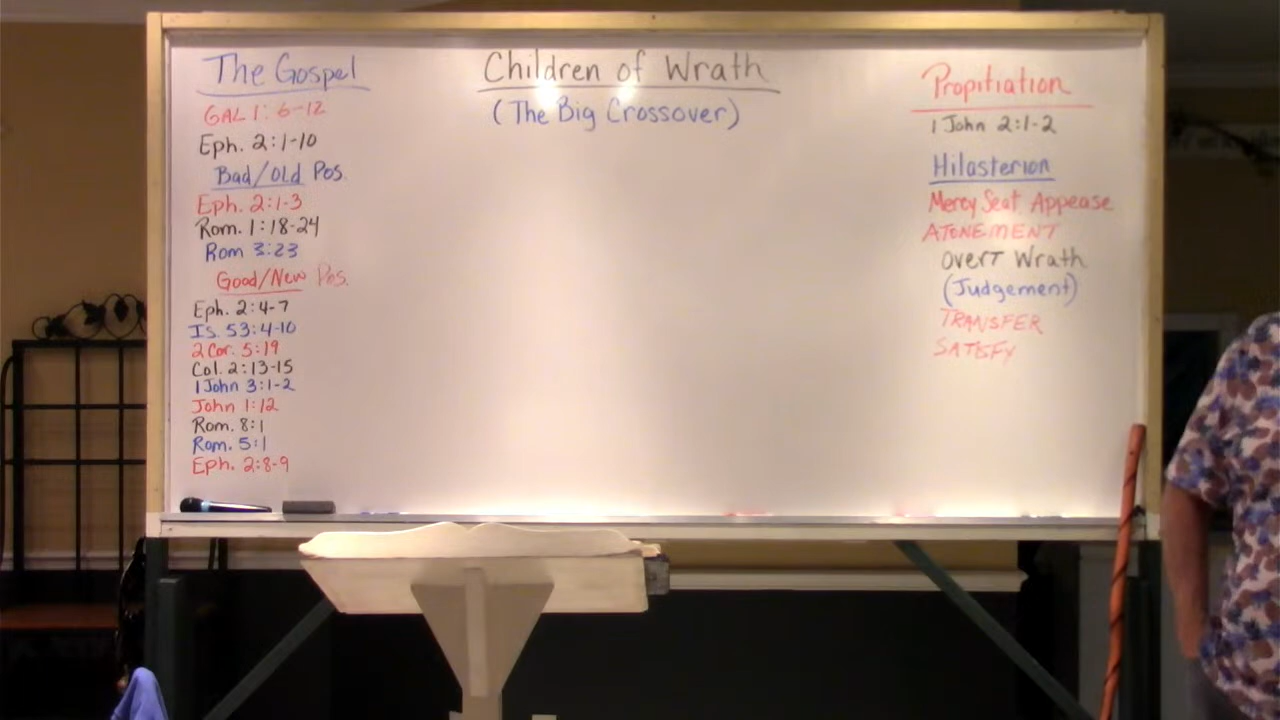 The Gospel
GAL 1: 6-12
Eph. 2:1-10
Bad/Old Pos.
Eph. 2:1-3
Rom. 1:18-24
Rom 3:23
Good/New Pos.
Eph. 2:4-7
Is. 53:4-10
2 Cor. 5:19
Col. 2:13-15
1 John 3:1-2
John 1:12
Rom. 8:1
Rom. 5:1
Eph. 2:8-9
Children of Wrath
(The Big Crossover)
Propitiation
1 John 2:1-2
Hilasterion
Mercy Seat Appease
ATONEMENT
OverT Wrath
(Judgement)
TRANSFER
SATISFY